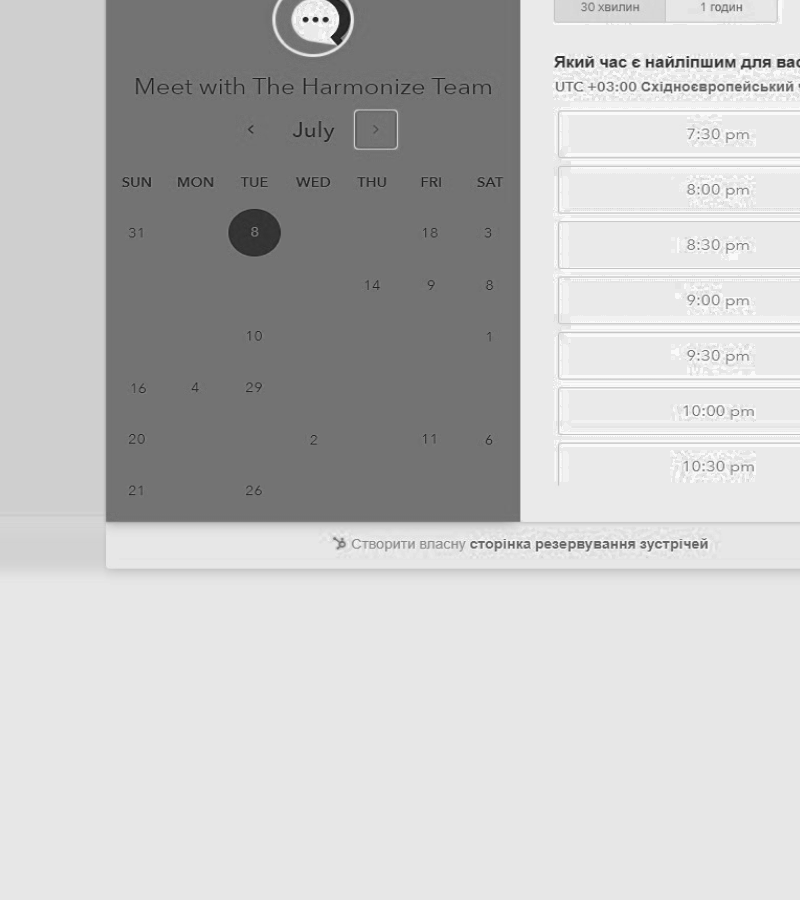 Meet with The Harmonize Team
July
SUN MON TUE WED THU FRI SAT
31 8 18 3
14 9 8
10 1
16 4 29
20 2 11 6
21 26
30 хвилин 1 годин
Який час є найліпшим для вас
UTC +03:00 Східноєвропейський
7:30 pm
8:00 pm
8:30 pm
9:00 pm
9:30 pm
10:00 pm
10:30 pm
Створити власну сторінка резервування зустрічей